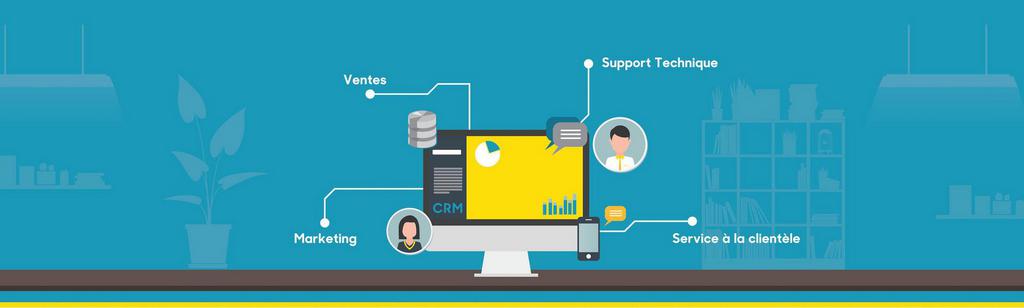 Support Technique
Ventes
CRM
Marketing
Service à la clientèle